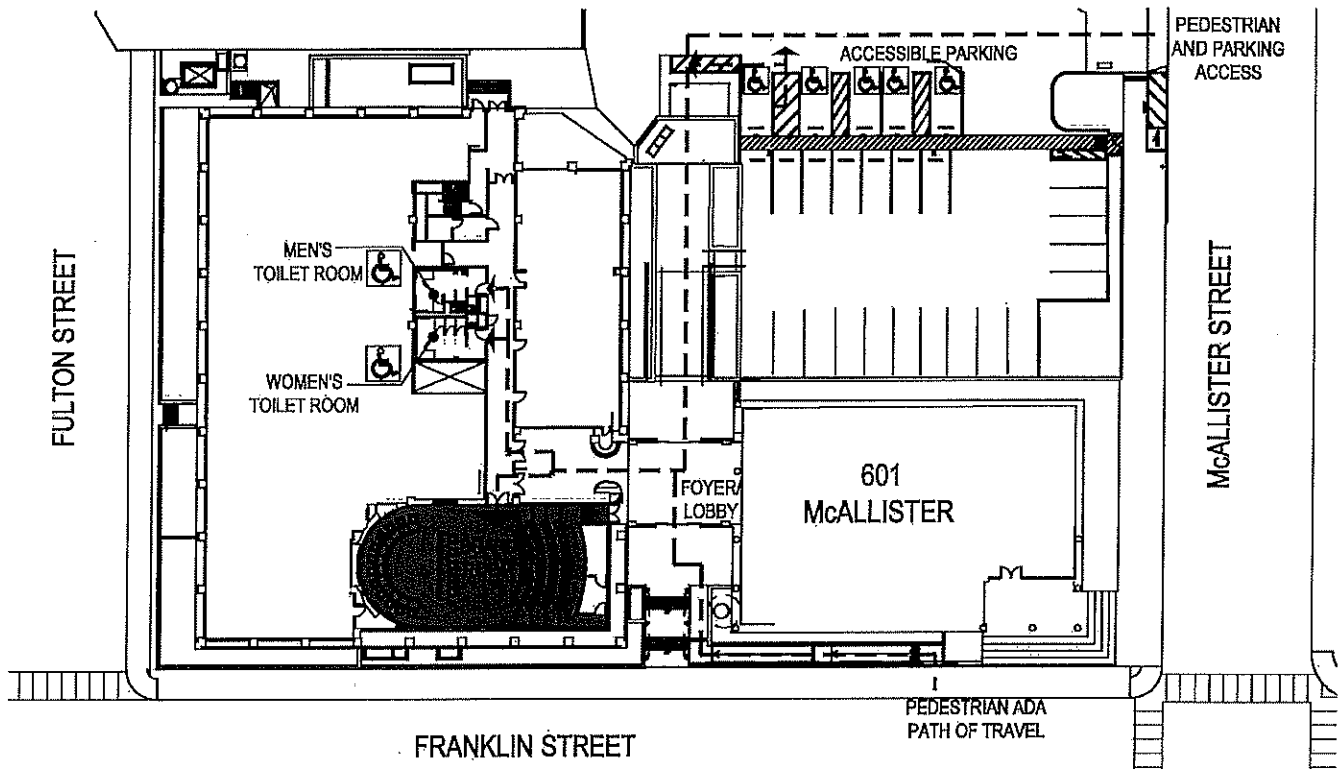 PEDESTRIAN
AND PARKING
ACCESS
ACCESSIBLE PARKING
MEN'S
TOILET ROOM
WOMEN'S
TOILET ROOM
FULTON STREET
McALLISTER STREET
FOYER/
LOBBY
601
McALLISTER
PEDESTRIAN ADA
PATH OF TRAVEL
FRANKLIN STREET